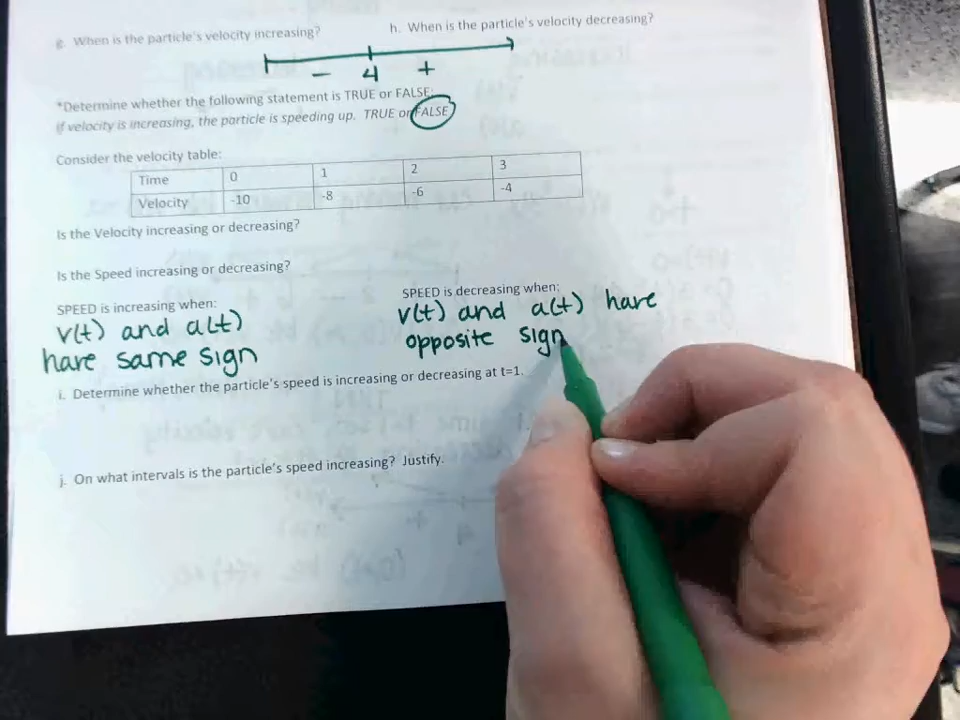 g. When is the particle's velocity increasing?
h. When is the particle's velocity decreasing?
− 4 +
*Determine whether the following statement is TRUE or FALSE:
If velocity is increasing, the particle is speeding up. TRUE or FALSE
Consider the velocity table:
Time 0 1 2 3
Velocity -10 -8 -6 -4
Is the Velocity increasing or decreasing?
Is the Speed increasing or decreasing?
SPEED is increasing when:
v(t) and a(t)
have same sign
SPEED is decreasing when:
v(t) and a(t) have
opposite sign
i. Determine whether the particle's speed is increasing or decreasing at t=1.
j. On what intervals is the particle's speed increasing? Justify.